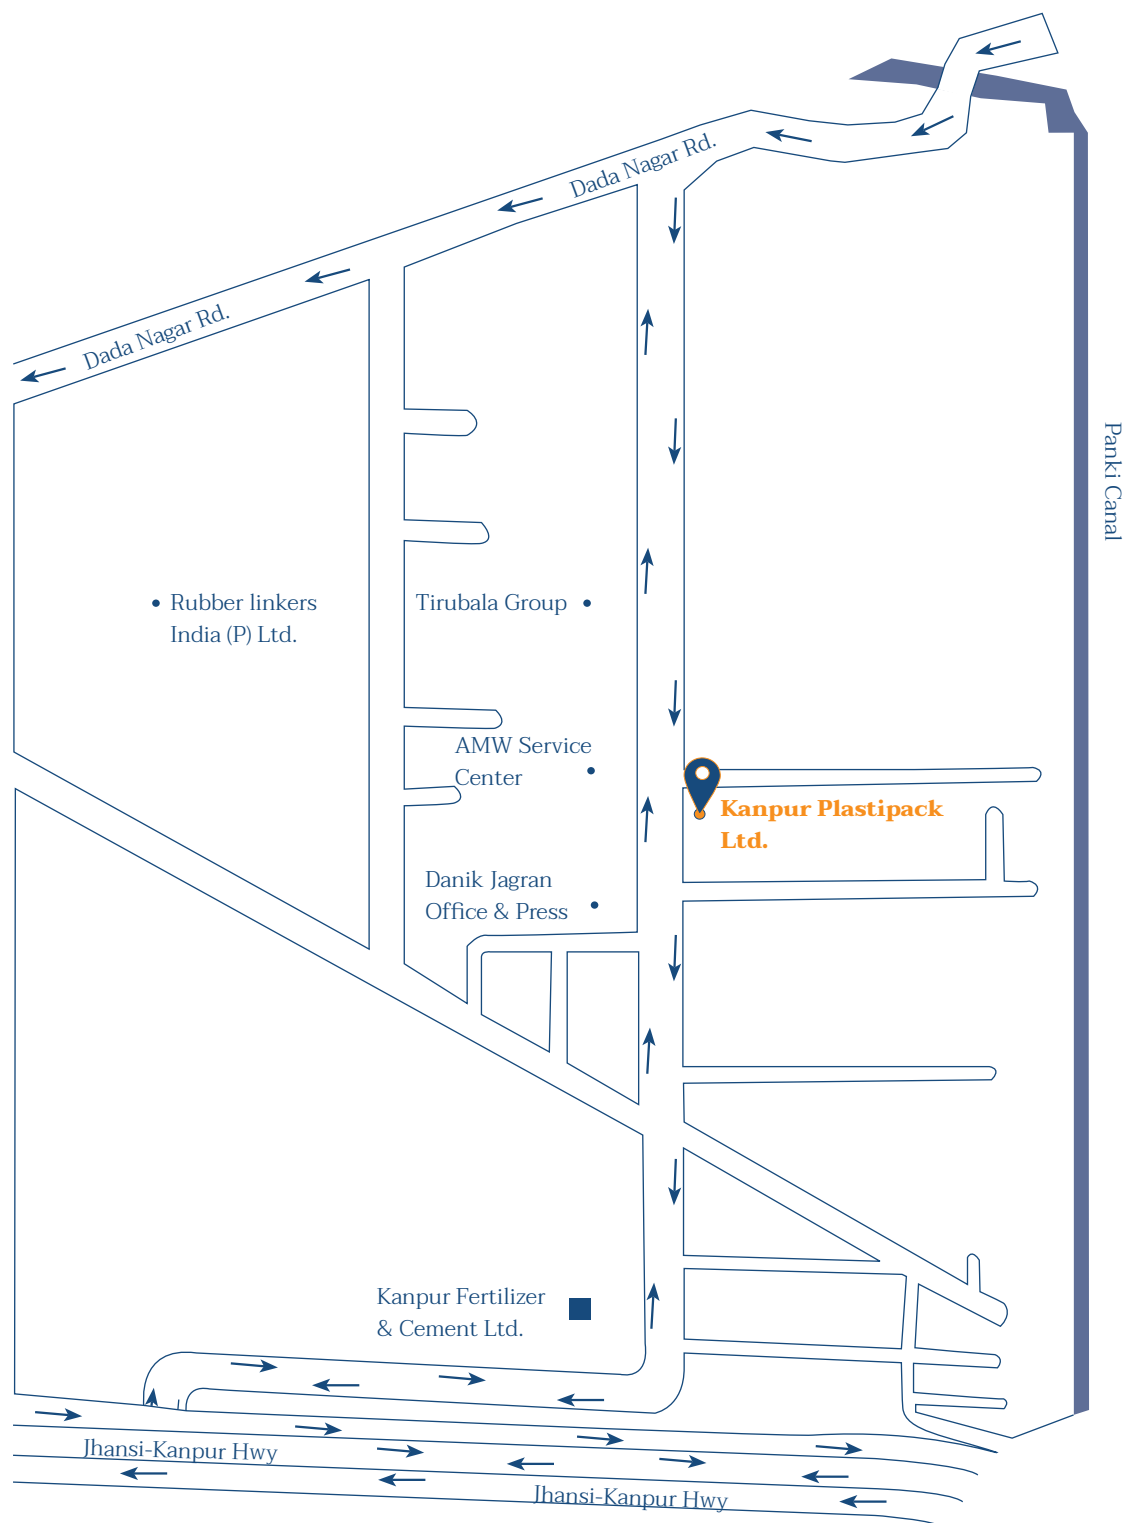 Dada Nagar Rd.
Dada Nagar Rd.
Panki Canal
Rubber linkers
India (P) Ltd.
Tirubala Group
AMW Service
Center
Kanpur Plastipack
Ltd.
Danik Jagran
Office & Press
Kanpur Fertilizer
& Cement Ltd.
Jhansi-Kanpur Hwy
Jhansi-Kanpur Hwy